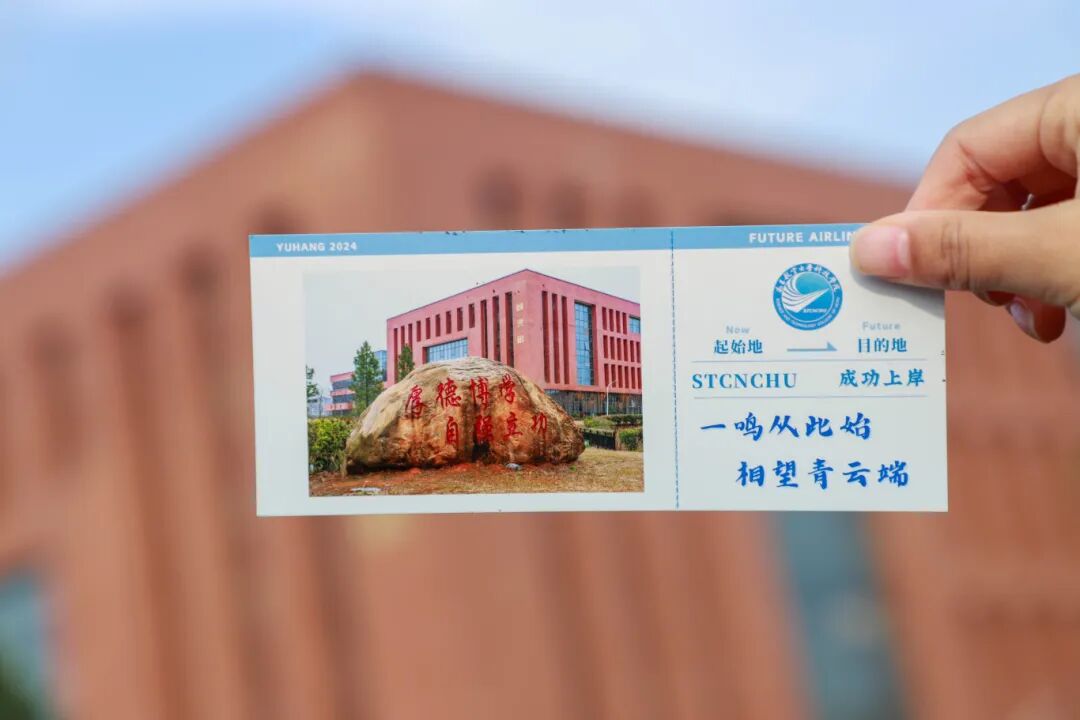 YUHANG 2024
FUTURE AIRLIN
厚德博学
自强立功
STCNCHU
Now
Future
起始地
目的地
STCNCHU
成功上岸
一鸣从此始
相望青云端